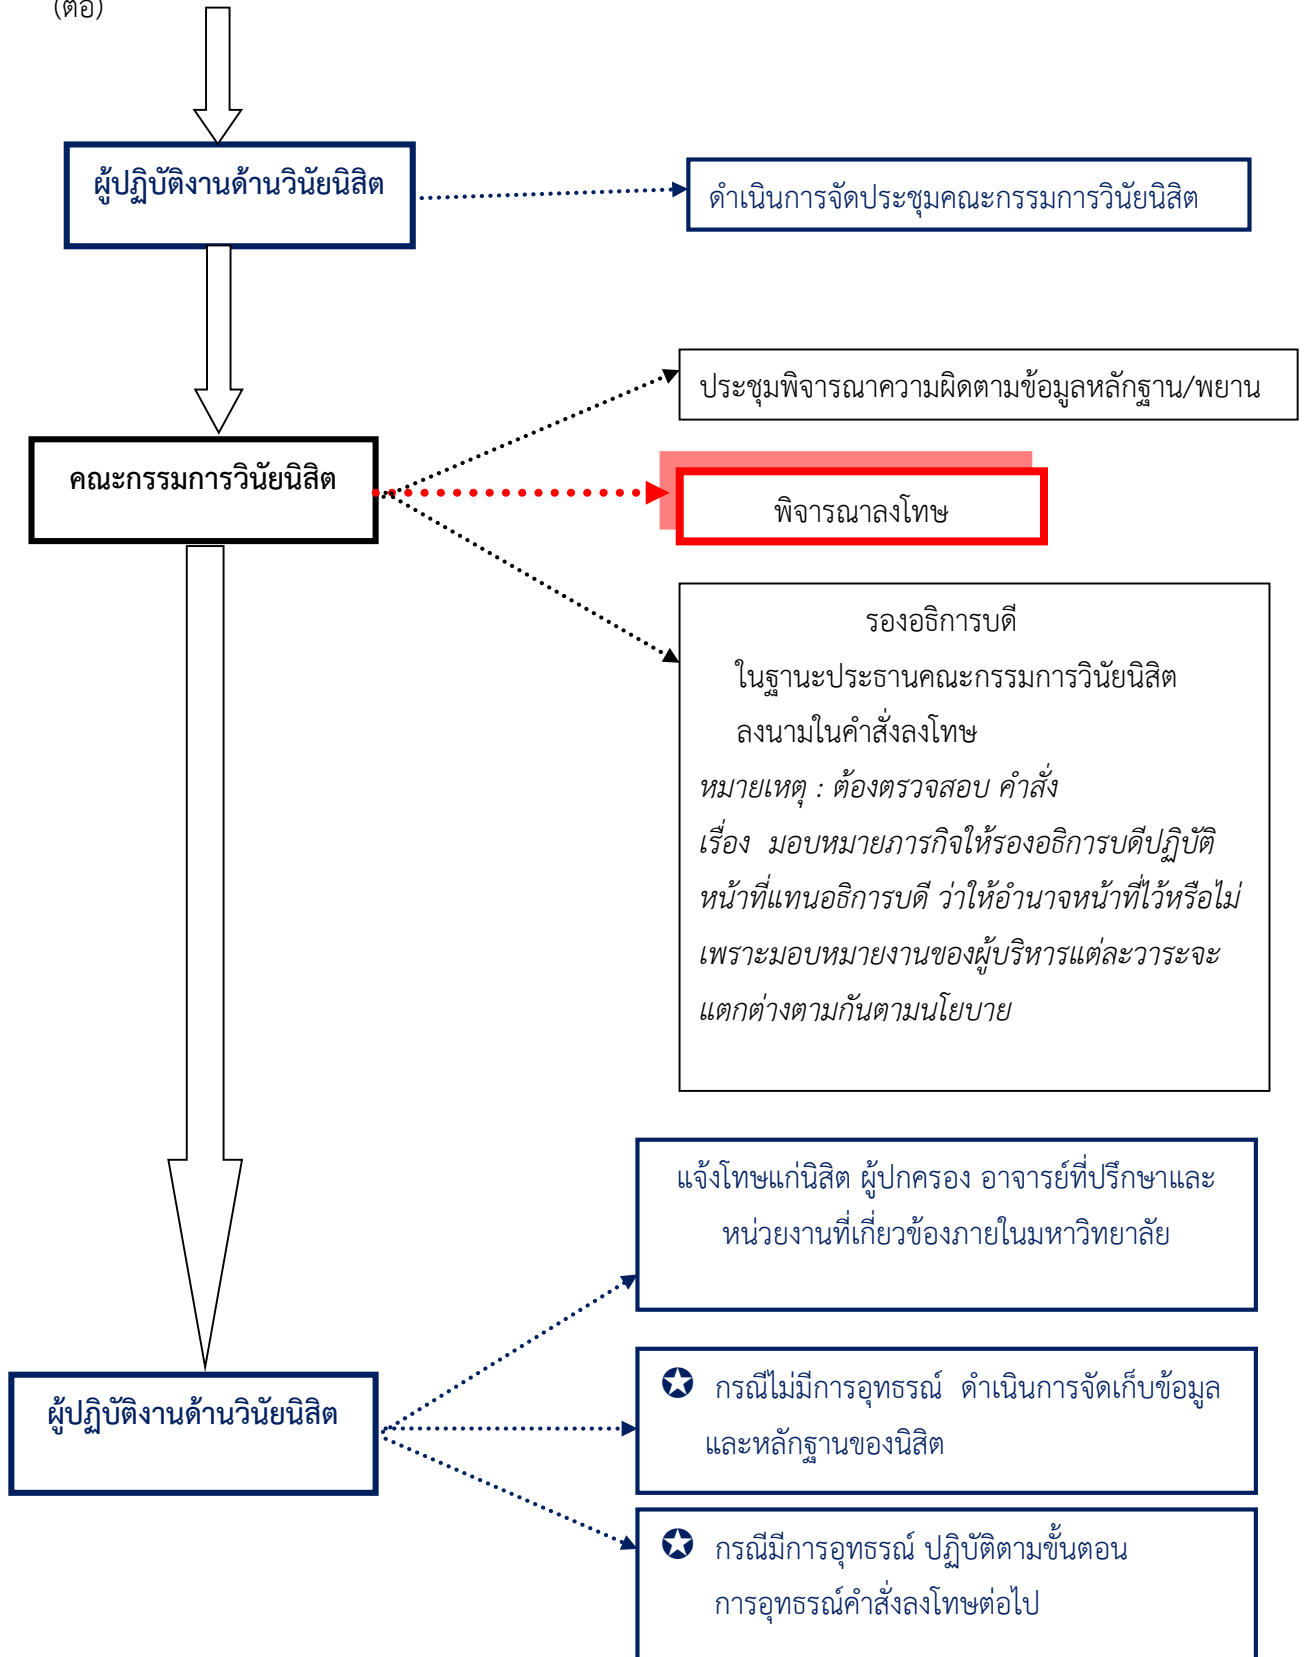 (ต่อ)
ผู้ปฏิบัติงานด้านวินัยนิสิต
ดำเนินการจัดประชุมคณะกรรมการวินัยนิสิต
ประชุมพิจารณาความผิดตามข้อมูลหลักฐาน/พยาน
คณะกรรมการวินัยนิสิต
พิจารณาลงโทษ
รองอธิการบดี
ในฐานะประธานคณะกรรมการวินัยนิสิต
ลงนามในคำสั่งลงโทษ
หมายเหตุ : ต้องตรวจสอบ คำสั่ง
เรื่อง มอบหมายภารกิจให้รองอธิการบดีปฏิบัติ
หน้าที่แทนอธิการบดี ว่าให้อำนาจหน้าที่ไว้หรือไม่
เพราะมอบหมายงานของผู้บริหารแต่ละวาระจะ
แตกต่างตามกันตามนโยบาย
แจ้งโทษแก่นิสิต ผู้ปกครอง อาจารย์ที่ปรึกษาและ
หน่วยงานที่เกี่ยวข้องภายในมหาวิทยาลัย
ผู้ปฏิบัติงานด้านวินัยนิสิต
✪ กรณีไม่มีการอุทธรณ์ ดำเนินการจัดเก็บข้อมูล
และหลักฐานของนิสิต
✪ กรณีมีการอุทธรณ์ ปฏิบัติตามขั้นตอน
การอุทธรณ์คำสั่งลงโทษต่อไป